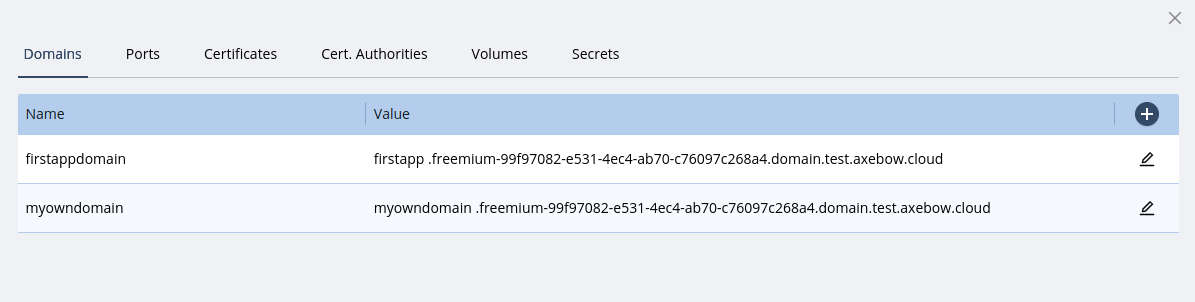 Domains Ports Certificates Cert. Authorities Volumes Secrets
Name Value
firstappdomain firstapp .freemium-99f97082-e531-4ec4-ab70-c76097c268a4.domain.test.axebow.cloud
myowndomain myowndomain .freemium-99f97082-e531-4ec4-ab70-c76097c268a4.domain.test.axebow.cloud